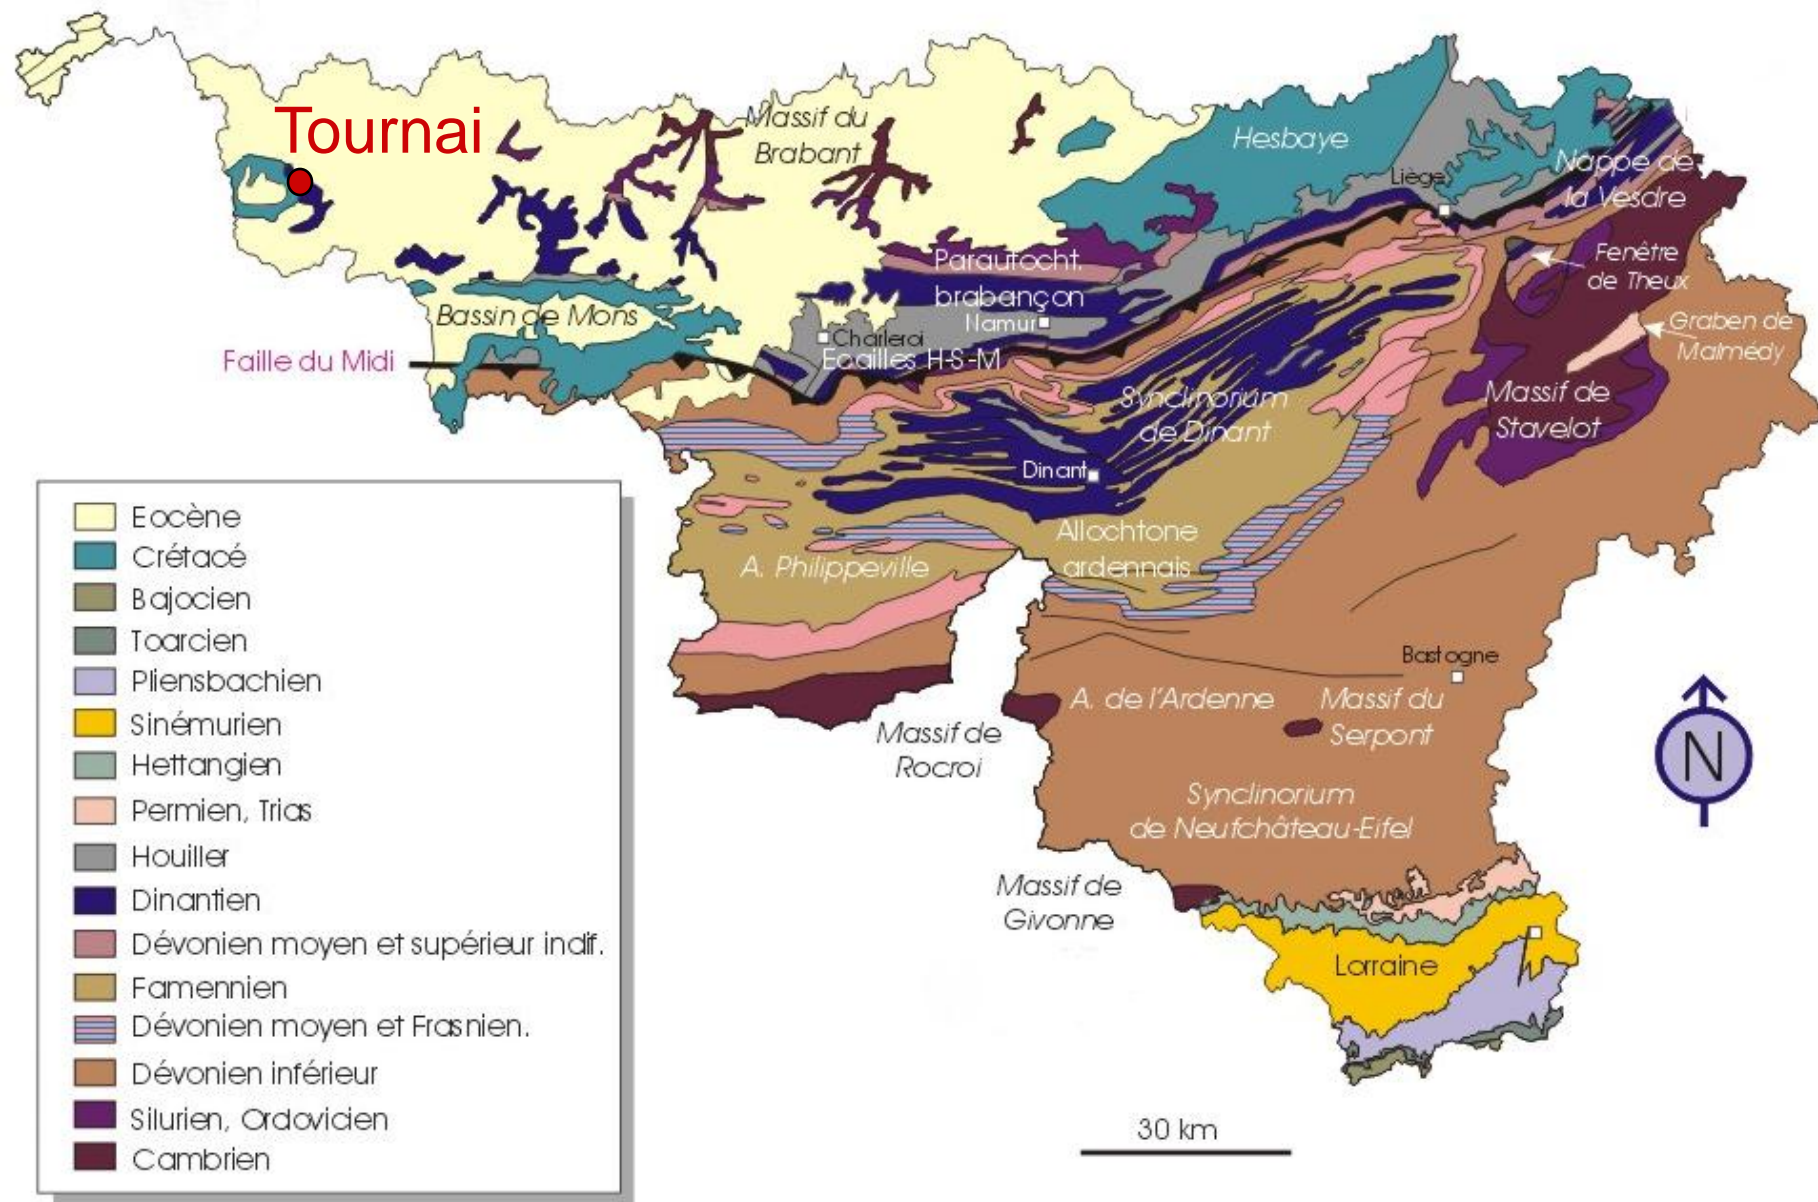 Tournai
Massif du
Brabant
Hesbaye
Liège
Nappe de
la Vesdre
Fenêtre
de Theux
Parautocht.
brabançon
Namur
Bassin de Mons
Charleroi
Graben de
Malmédy
Faille du Midi
Ecailles H-S-M
Synclinorium
de Dinant
Massif de
Stavelot
Dinant
Allochtone
ardennais
A. Philippeville
Bastogne
A. de l'Ardenne
Massif du
Serpont
Massif de
Rocroi
N
Synclinorium
de Neufchâteau-Eifel
Massif de
Givonne
Lorraine
30 km
Eocène
Crétacé
Bajocien
Toarcien
Pliensbachien
Sinémurien
Hettangien
Permien, Trias
Houiller
Dinantien
Dévonien moyen et supérieur indif.
Famennien
Dévonien moyen et Frasnien.
Dévonien inférieur
Silurien, Ordovicien
Cambrien